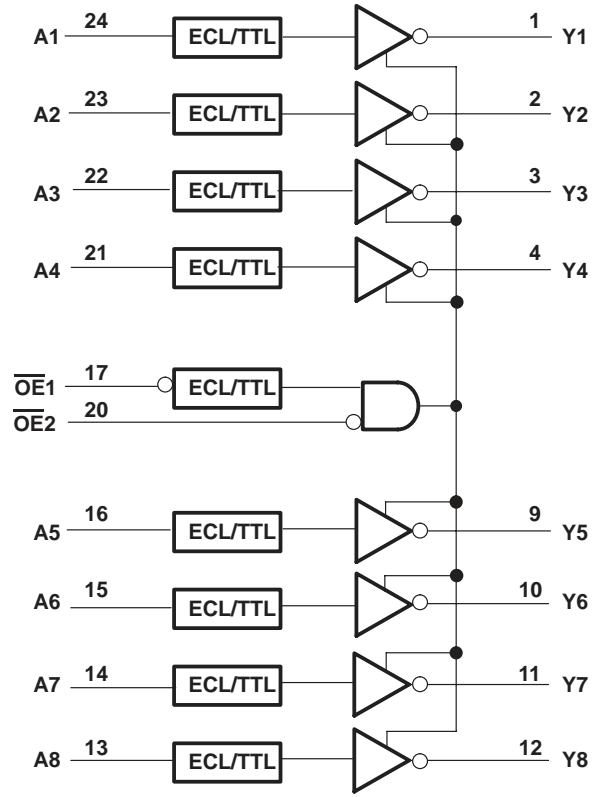 A1 24 ECL/TTL 1 Y1
A2 23 ECL/TTL 2 Y2
A3 22 ECL/TTL 3 Y3
A4 21 ECL/TTL 4 Y4
O̅E̅1 17 ECL/TTL
O̅E̅2 20
A5 16 ECL/TTL 9 Y5
A6 15 ECL/TTL 10 Y6
A7 14 ECL/TTL 11 Y7
A8 13 ECL/TTL 12 Y8